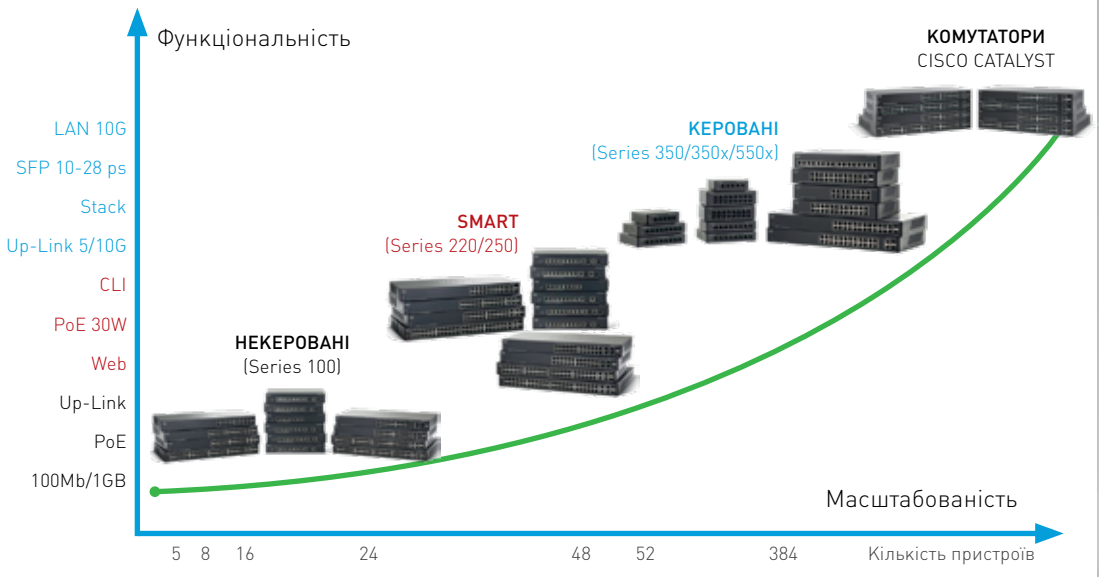 Функціональність
КОМУТАТОРИ
CISCO CATALYST
LAN 10G
КЕРОВАНІ
(Series 350/350x/550x)
SFP 10-28 ps
Stack
SMART
(Series 220/250)
Up-Link 5/10G
CLI
PoE 30W
НЕКЕРОВАНІ
(Series 100)
Web
Up-Link
PoE
100Mb/1GB
Масштабованість
5 8 16 24 48 52 384 Кількість пристроїв